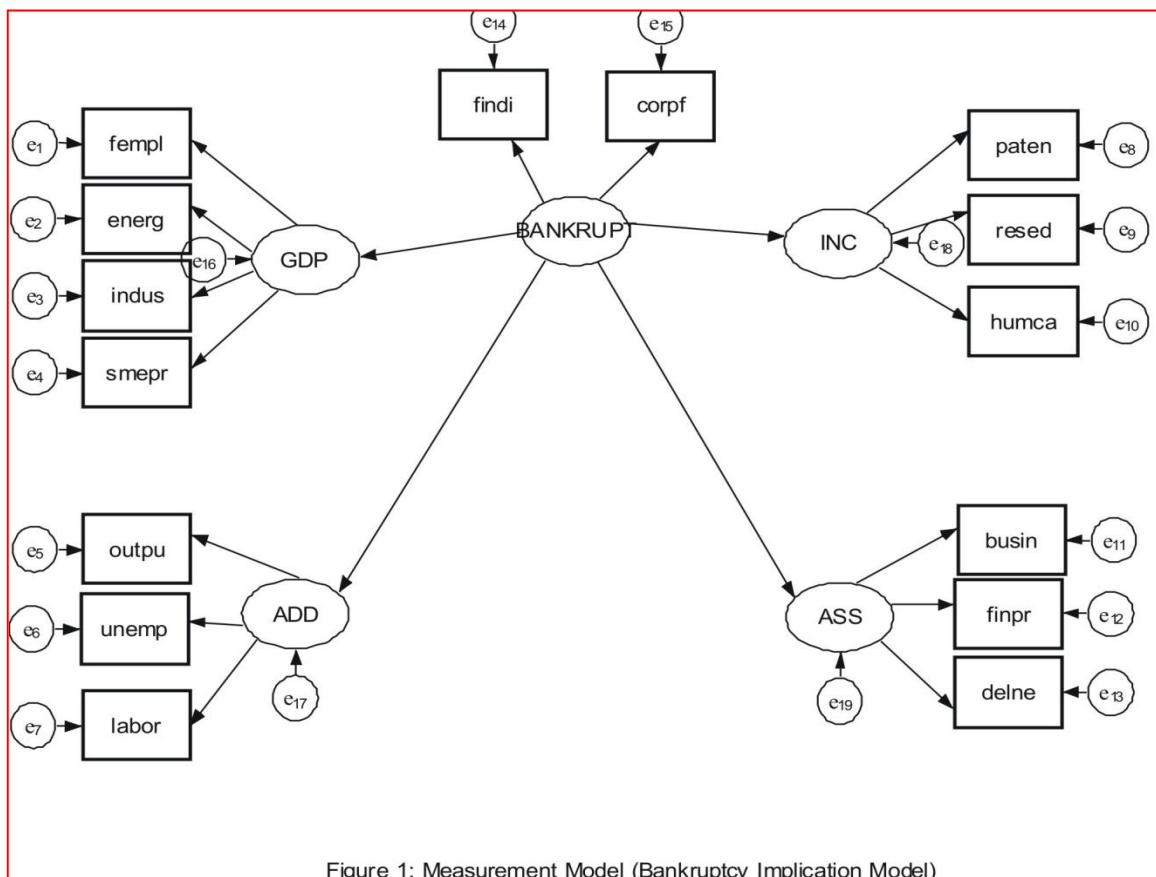 e14
e15
findi
corpf
e1
fempl
paten
e8
e2
energ
BANKRUPT
resed
e9
e16
GDP
INC
e18
e3
indus
humca
e10
e4
smepr
e5
outpu
busin
e11
e6
unemp
ADD
ASS
finpr
e12
e17
e19
delne
e13
e7
labor
Figure 1: Measurement Model (Bankruptcy Implication Model)